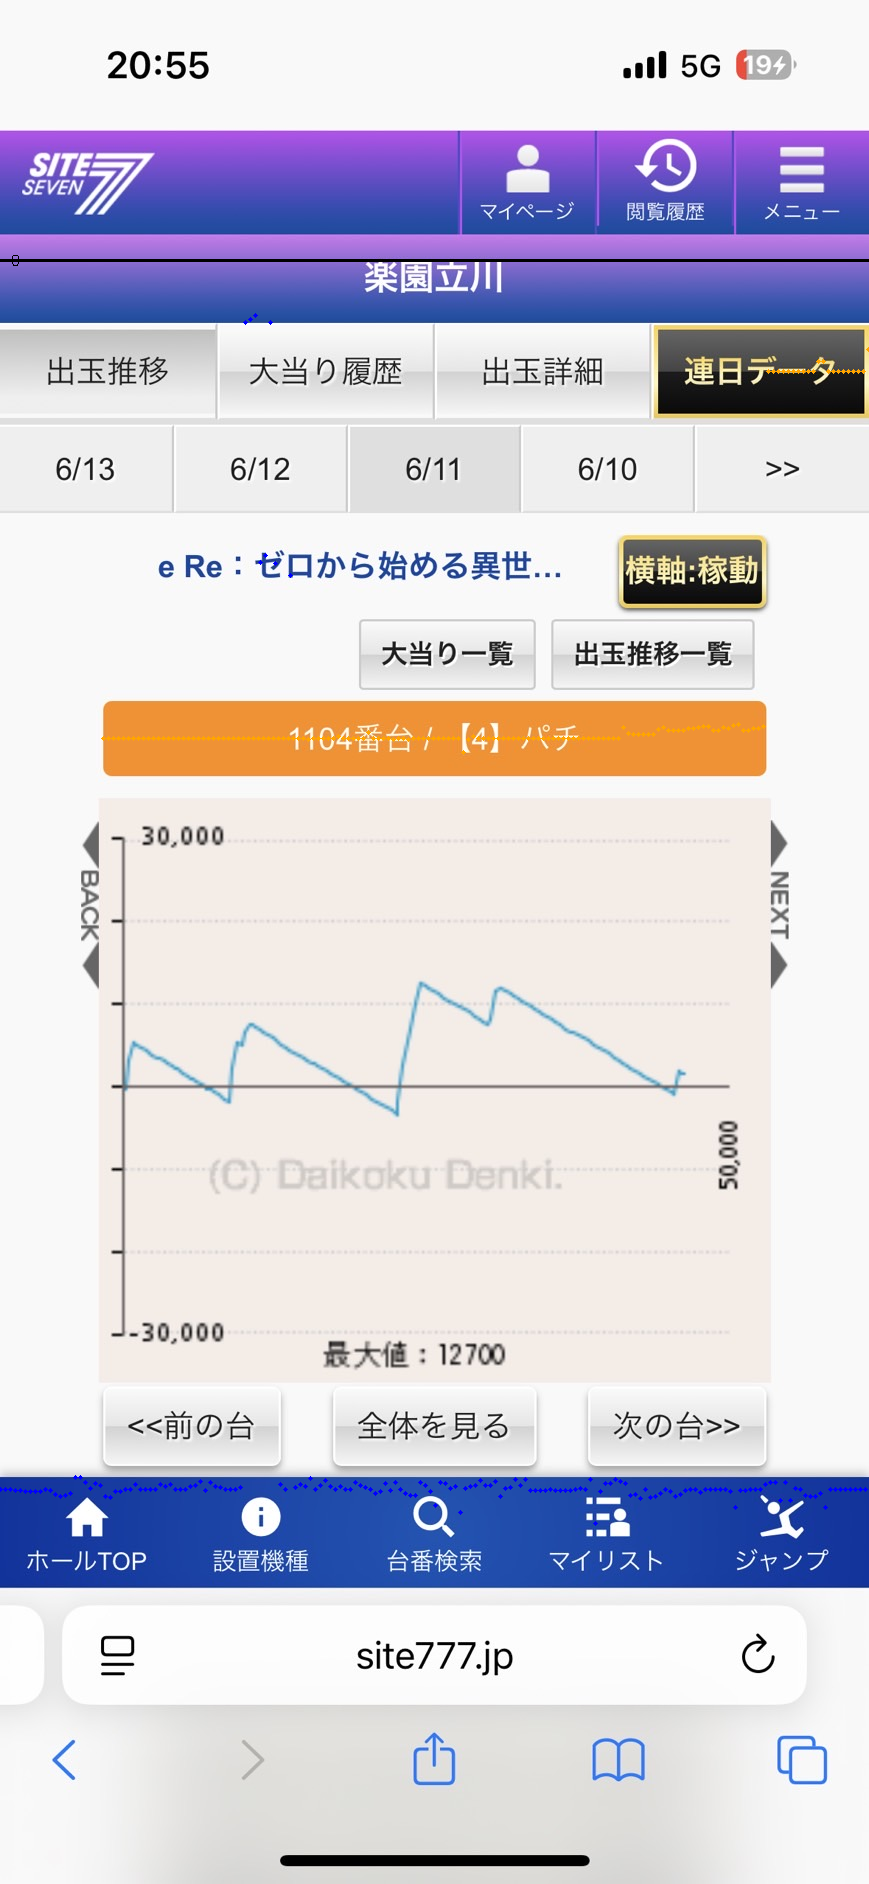 20:55 5G 19
SITE SEVEN 77 マイページ 閲覧履歴 メニュー
0
楽園立川
出玉推移 大当り履歴 出玉詳細 連日データ
6/13 6/12 6/11 6/10 >>
e Re：ゼロから始める異世... 横軸:稼動
大当り一覧 出玉推移一覧
1104番台 / 【4】パチ
30,000
BACK NEXT
50,000
(C) Daikoku Denki.
-30,000
最大値：12700
<<前の台 全体を見る 次の台>>
ホールTOP 設置機種 台番検索 マイリスト ジャンプ
site777.jp